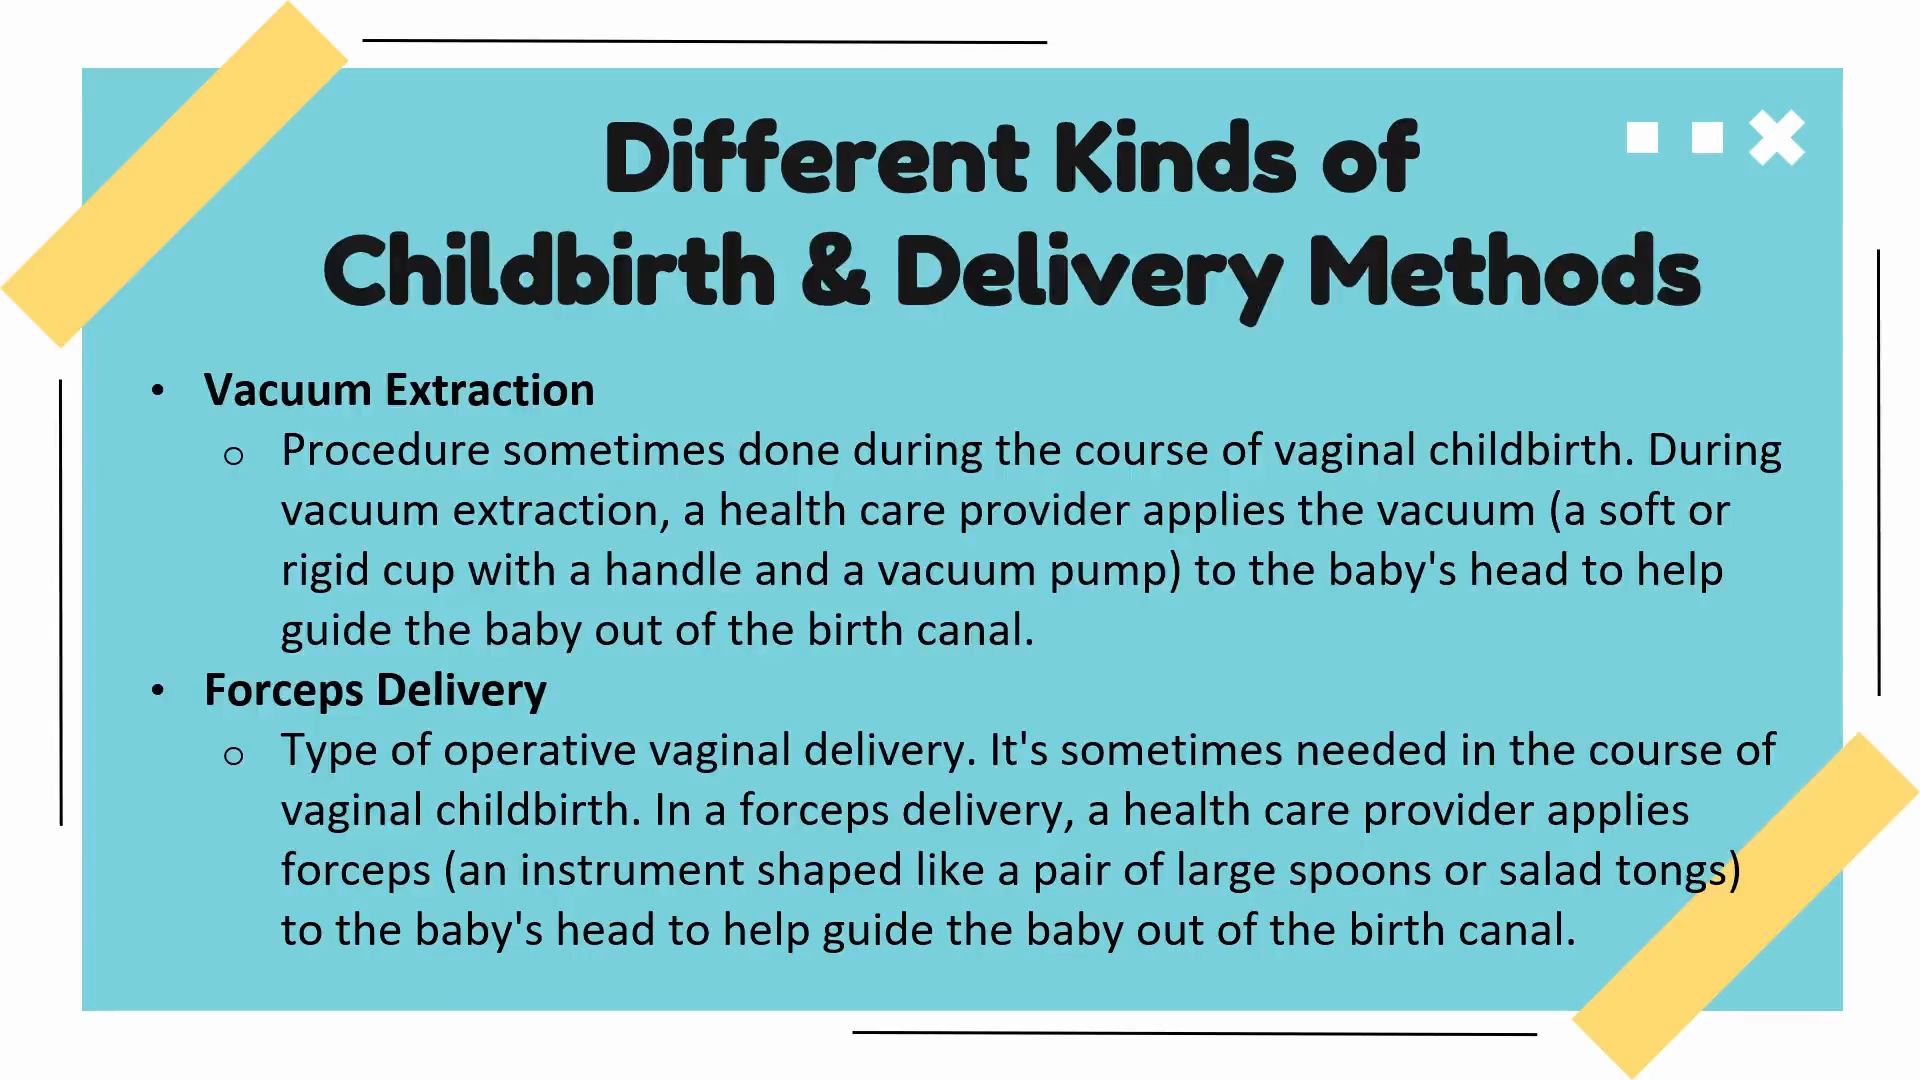 Different Kinds of
Childbirth & Delivery Methods
• Vacuum Extraction
o Procedure sometimes done during the course of vaginal childbirth. During
vacuum extraction, a health care provider applies the vacuum (a soft or
rigid cup with a handle and a vacuum pump) to the baby's head to help
guide the baby out of the birth canal.
• Forceps Delivery
o Type of operative vaginal delivery. It's sometimes needed in the course of
vaginal childbirth. In a forceps delivery, a health care provider applies
forceps (an instrument shaped like a pair of large spoons or salad tongs)
to the baby's head to help guide the baby out of the birth canal.